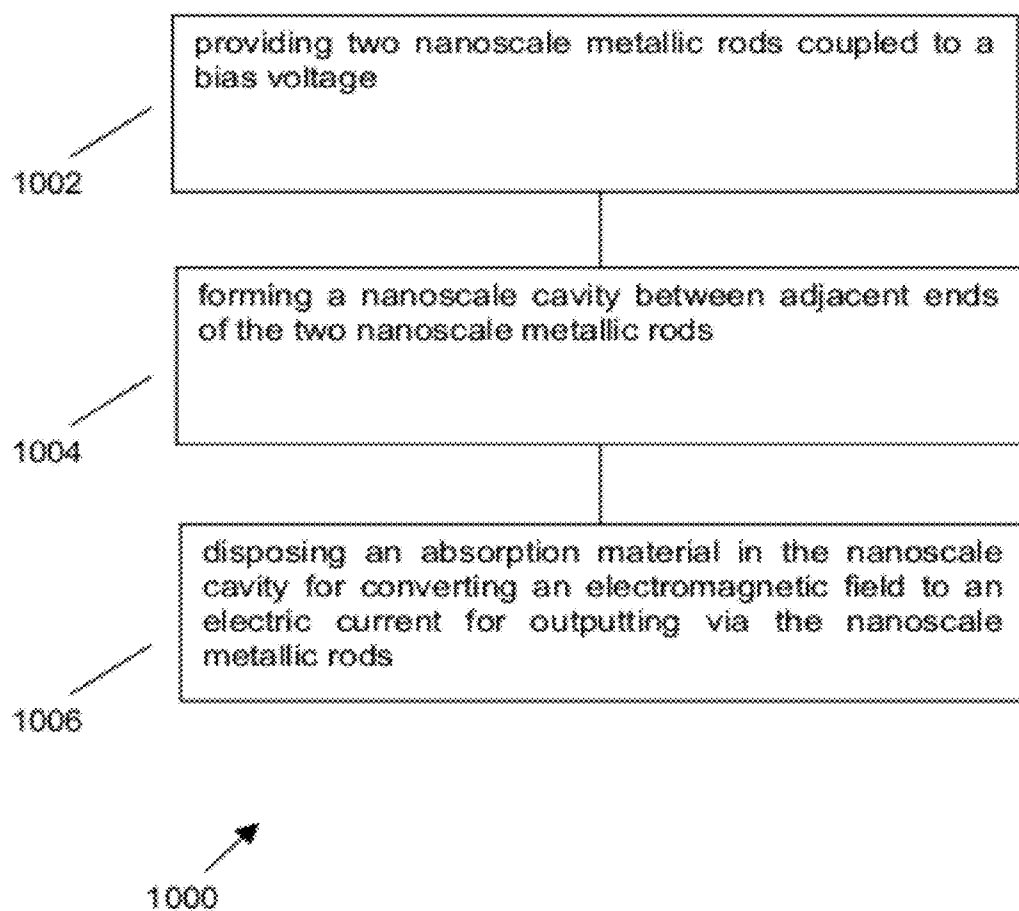 providing two nanoscale metallic rods coupled to a
bias voltage
1002
forming a nanoscale cavity between adjacent ends
of the two nanoscale metallic rods
1004
disposing an absorption material in the nanoscale
cavity for converting an electromagnetic field to an
electric current for outputting via the nanoscale
metallic rods
1006
1000